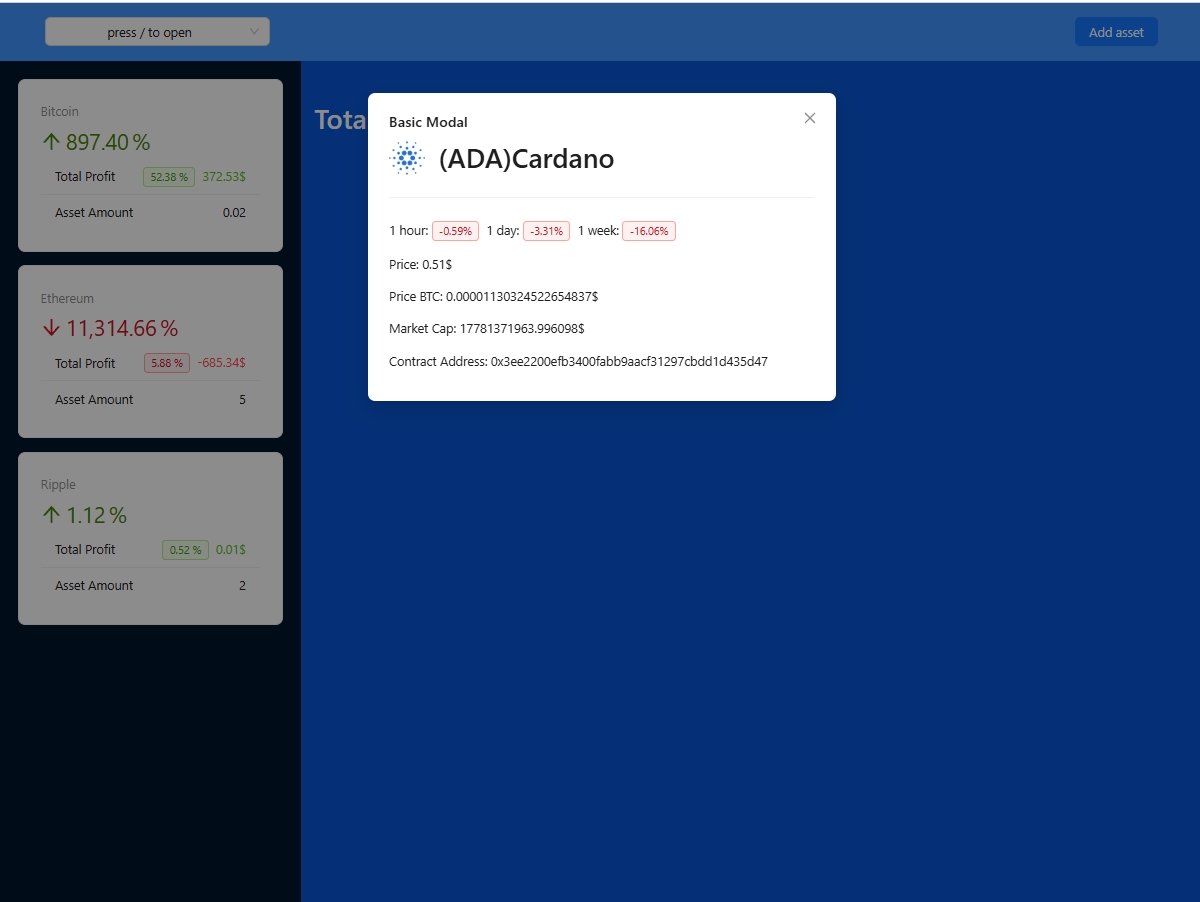 press / to open
Add asset
Bitcoin
897.40 %
Total Profit 52.38 % 372.53$
Asset Amount 0.02
Ethereum
11,314.66 %
Total Profit 5.88 % -685.34$
Asset Amount 5
Ripple
1.12 %
Total Profit 0.52 % 0.01$
Asset Amount 2
Tota
Basic Modal
(ADA)Cardano
1 hour: -0.59% 1 day: -3.31% 1 week: -16.06%
Price: 0.51$
Price BTC: 0.0000113032452265​4837$
Market Cap: 17781371963.996098$
Contract Address: 0x3ee2200efb3400fabb9aacf31297cbdd1d435d47